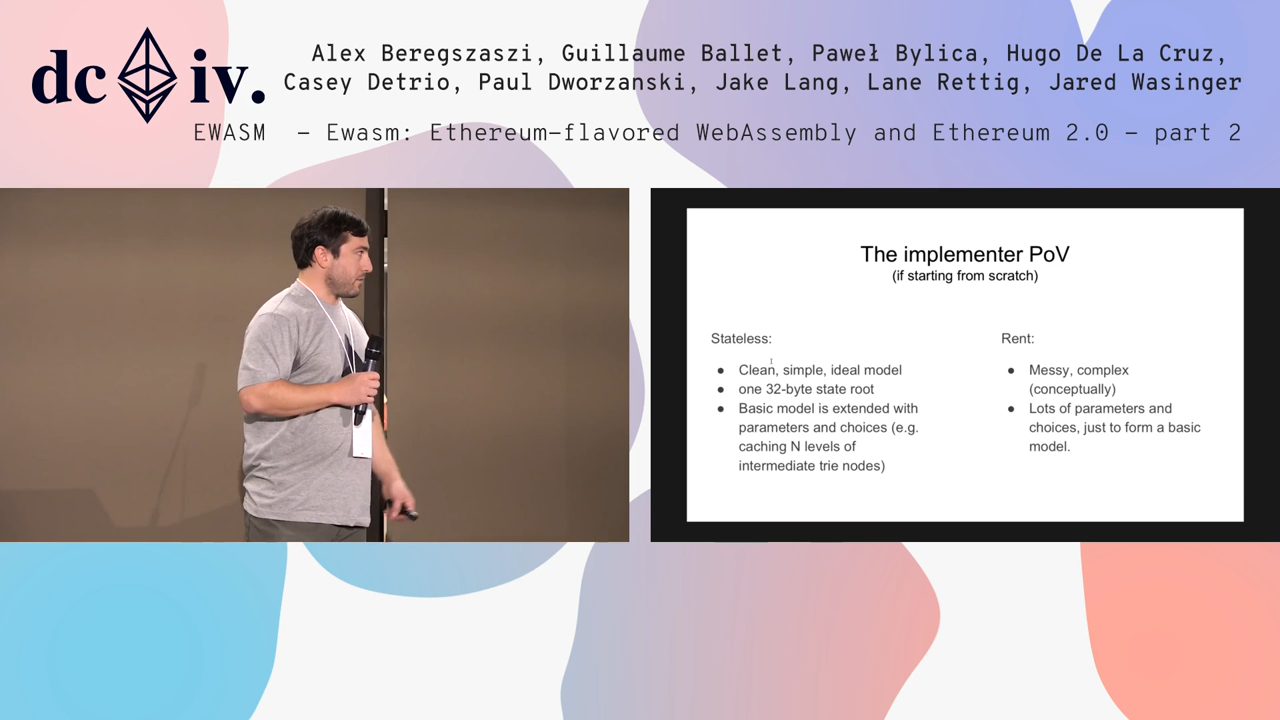 dc iv.
Alex Beregszaszi, Guillaume Ballet, Paweł Bylica, Hugo De La Cruz,
Casey Detrio, Paul Dworzanski, Jake Lang, Lane Rettig, Jared Wasinger
EWASM - Ewasm: Ethereum-flavored WebAssembly and Ethereum 2.0 - part 2
The implementer PoV
(if starting from scratch)
Stateless:
● Clean, simple, ideal model
● one 32-byte state root
● Basic model is extended with
parameters and choices (e.g.
caching N levels of
intermediate trie nodes)
Rent:
● Messy, complex
(conceptually)
● Lots of parameters and
choices, just to form a basic
model.